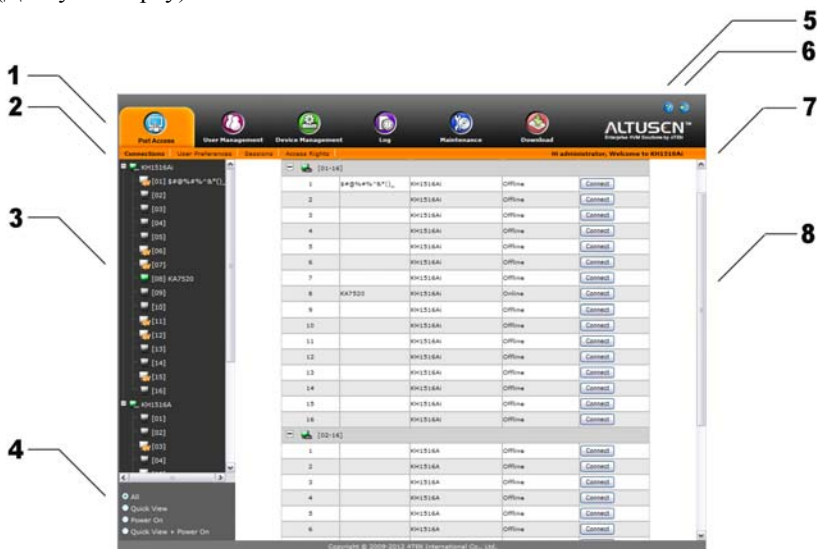 5
6
1
2
7
3
8
4
ALTUSEN™
Port Access User Management Device Management Log Maintenance Download
Connections User Preferences Sessions Access Rights Hi administrator, Welcome to KH1516Ai
KH1516Ai
[01] $#@%#%^&*()_
[02]
[03]
[04]
[05]
[06]
[07]
[08] KA7520
[09]
[10]
[11]
[12]
[13]
[14]
[15]
[16]
KH1516A
[01]
[02]
[03]
[04]
All
Quick View
Power On
Quick View + Power On
[01-16]
1 $#@%#%^&*()_ KH1516Ai Offline Connect
2 KH1516Ai Offline Connect
3 KH1516Ai Offline Connect
4 KH1516Ai Offline Connect
5 KH1516Ai Offline Connect
6 KH1516Ai Offline Connect
7 KH1516Ai Offline Connect
8 KA7520 KH1516Ai Online Connect
9 KH1516Ai Offline Connect
10 KH1516Ai Offline Connect
11 KH1516Ai Offline Connect
12 KH1516Ai Offline Connect
13 KH1516Ai Offline Connect
14 KH1516Ai Offline Connect
15 KH1516Ai Offline Connect
16 KH1516Ai Offline Connect
[02-16]
1 KH1516A Offline Connect
2 KH1516A Offline Connect
3 KH1516A Offline Connect
4 KH1516A Offline Connect
5 KH1516A Offline Connect
6 KH1516A Offline Connect
Copyright © 2008-2012 ATEN International Co., Ltd.